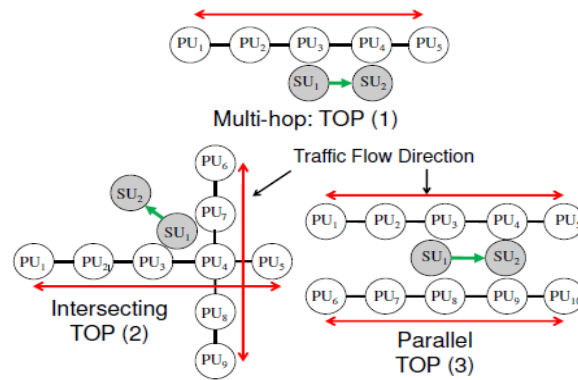 PU1 PU2 PU3 PU4 PU5
SU1 SU2
Multi-hop: TOP (1)
PU6
Traffic Flow Direction
SU2
PU7
SU1
PU1 PU2 PU3 PU4 PU5
PU1 PU2 PU3 PU4
SU1 SU2
Intersecting
TOP (2)
PU8
PU9
PU6 PU7 PU8 PU9 PU10
Parallel
TOP (3)